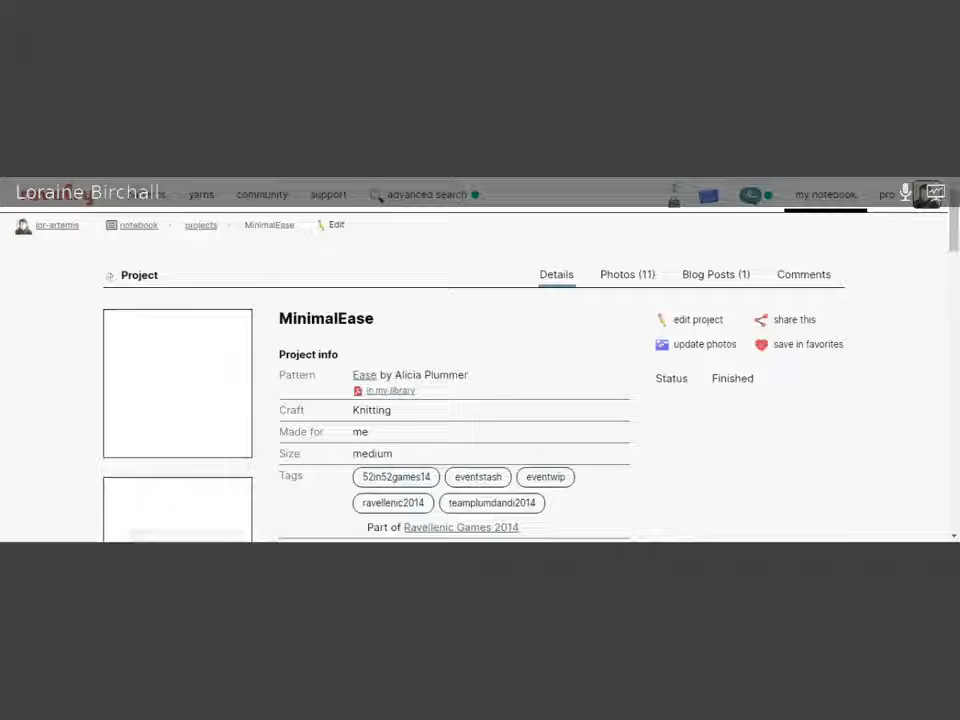 Loraine Birchall
yarns community support advanced search my notebook
lor-artemis notebook projects MinimalEase Edit
Project Details Photos (11) Blog Posts (1) Comments
MinimalEase
edit project share this
update photos save in favorites
Project info
Pattern Ease by Alicia Plummer
in my library
Status Finished
Craft Knitting
Made for me
Size medium
Tags 52in52games14 eventstash eventwip
ravellenic2014 teamplumdandi2014
Part of Ravellenic Games 2014